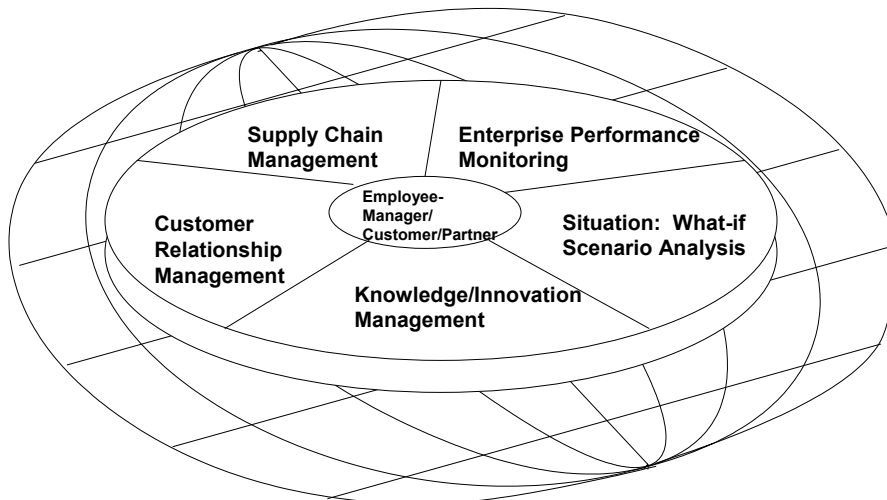 Supply Chain
Management
Enterprise Performance
Monitoring
Employee-
Manager/
Customer/Partner
Customer
Relationship
Management
Situation:  What-if
Scenario Analysis
Knowledge/Innovation
Management